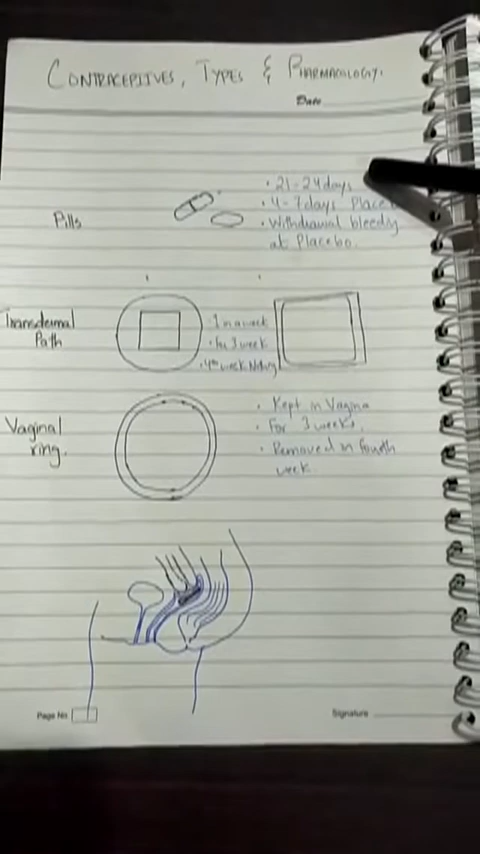 CONTRACEPTIVES, TYPES & PHARMACOLOGY.
Date
Pills
• 21-24 days
• 4-7 days Place
• Withdrawal bleeding
at Placebo.
Transdermal
Path
1 in a week
• For 3 week
• 4th week Nothing
Vaginal
ring.
• Kept in Vagina
• For 3 weeks.
• Removed in fourth
week
Page No
Signature